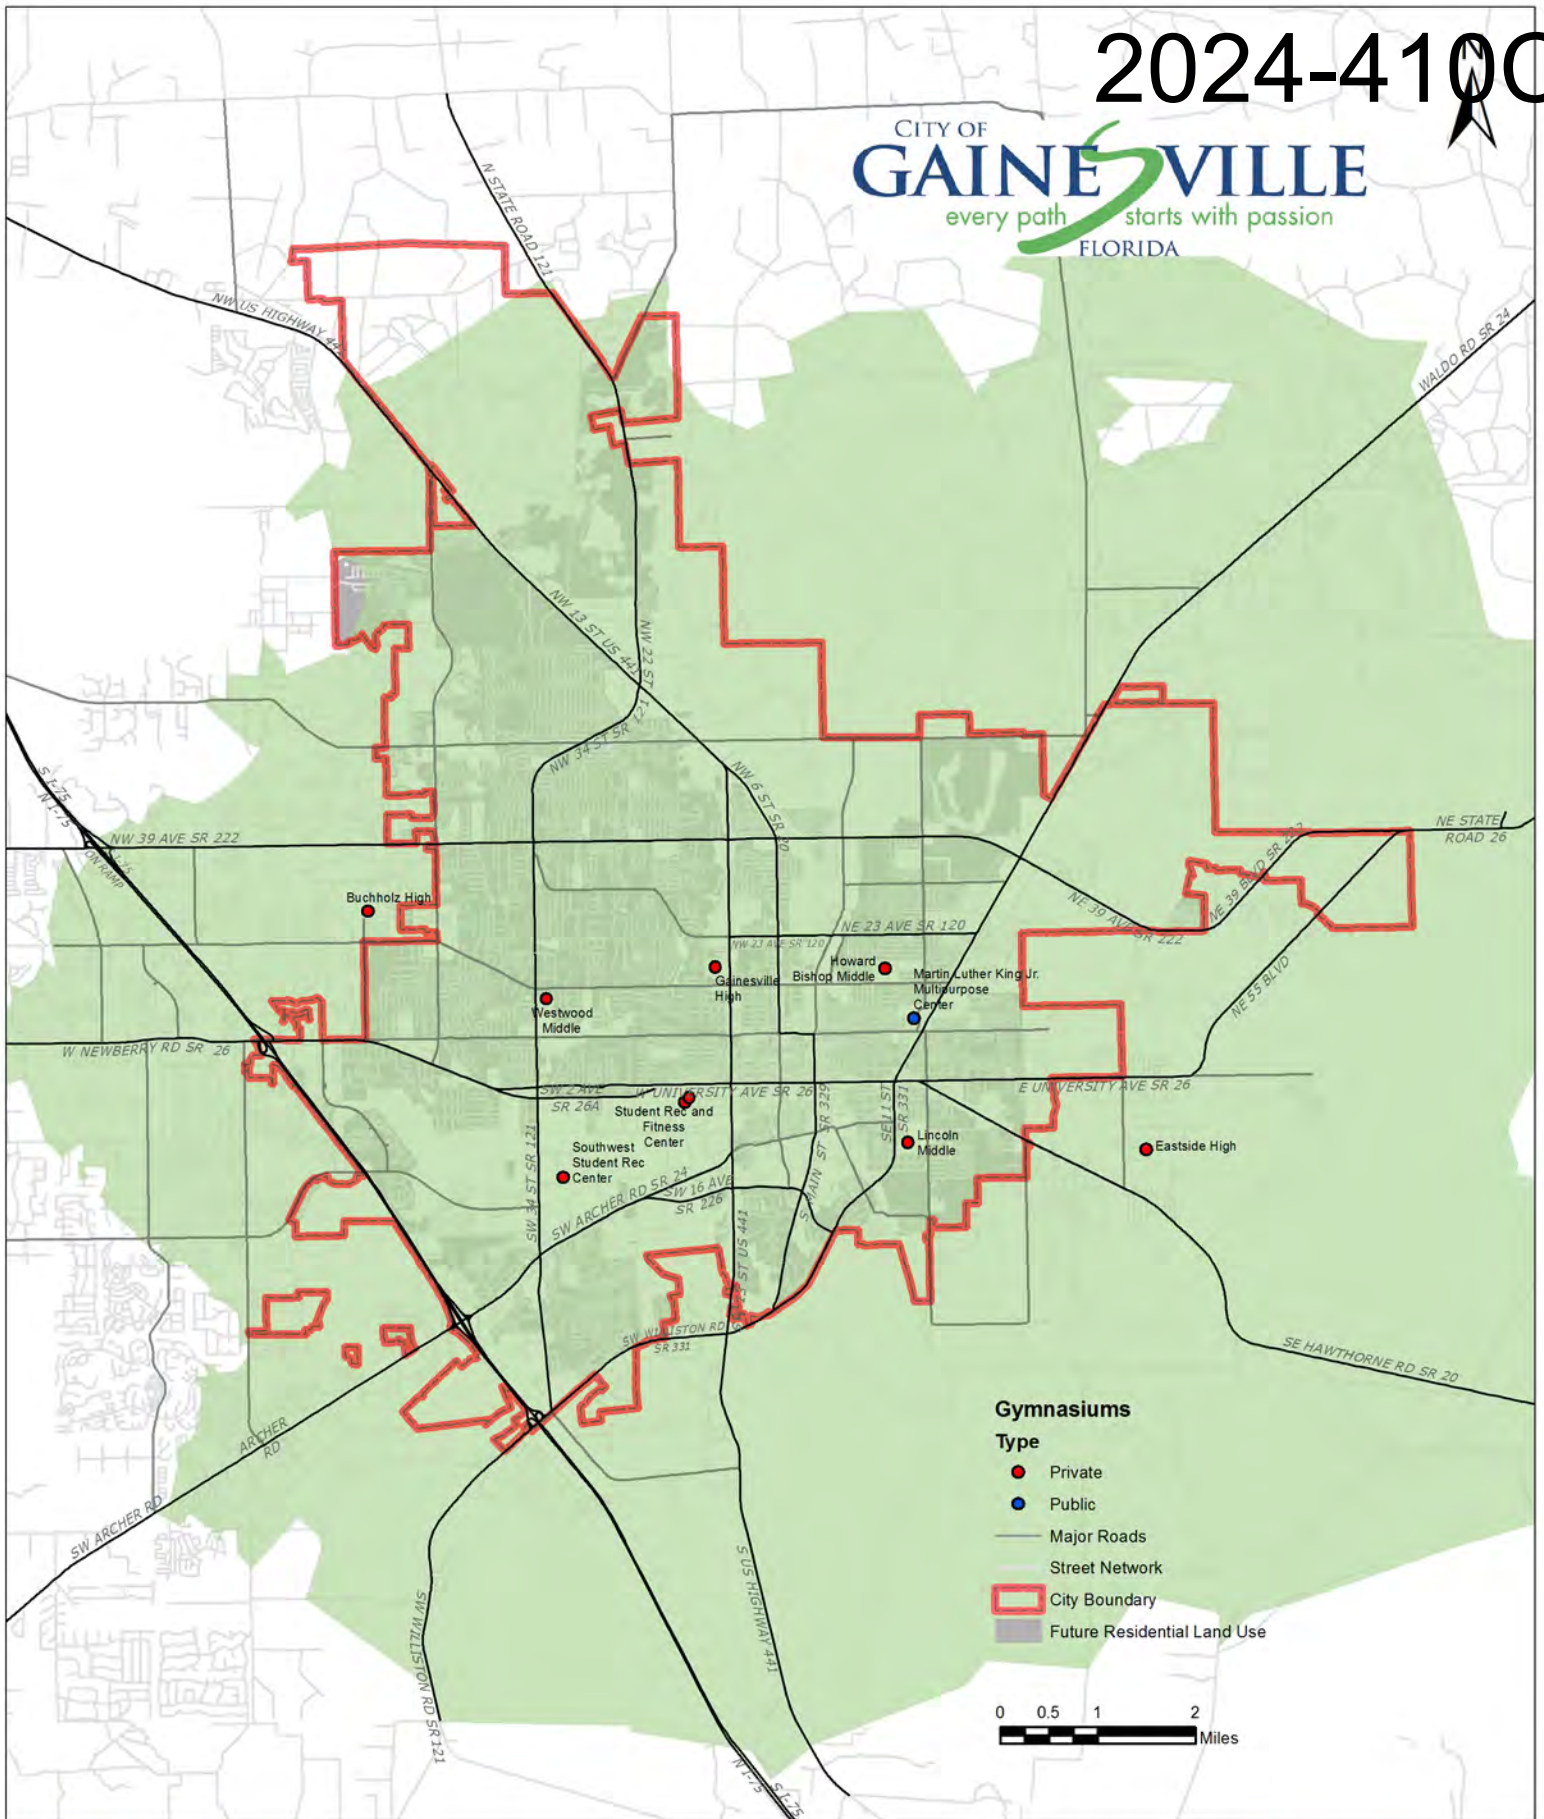 2024-410C
N
CITY OF
GAINESVILLE
every path starts with passion
FLORIDA
N STATE ROAD 121
NW US HIGHWAY 441
WALDO RD SR 24
NW 13 ST US 441
NW 22 ST
NW 34 ST SR 121
NW 6 ST SR 20
S I-75
N I-75
NW 39 AVE SR 222
I-75
ON RAMP
NE STATE
ROAD 26
NE 39 BLVD SR 222
NE 39 AVE SR 222
NE 55 BLVD
Buchholz High
NE 23 AVE SR 120
NW 23 AVE SR 120
Gainesville
High
Howard
Bishop Middle
Martin Luther King Jr.
Multipurpose
Center
Westwood
Middle
W NEWBERRY RD SR 26
SW 2 AVE
SR 26A
W UNIVERSITY AVE SR 26
E UNIVERSITY AVE SR 26
Student Rec and
Fitness
Center
Southwest
Student Rec
Center
SW 34 ST SR 121
S MAIN ST SR 329
SE 11 ST
SR 331
Lincoln
Middle
Eastside High
SW ARCHER RD SR 24
SW 16 AVE
SR 226
13 ST US 441
SW WILLISTON RD
SR 331
SE HAWTHORNE RD SR 20
ARCHER
RD
SW ARCHER RD
SW WILLISTON RD SR 121
S US HIGHWAY 441
N I-75
S I-75
Gymnasiums
Type
Private
Public
Major Roads
Street Network
City Boundary
Future Residential Land Use
0 0.5 1 2
Miles